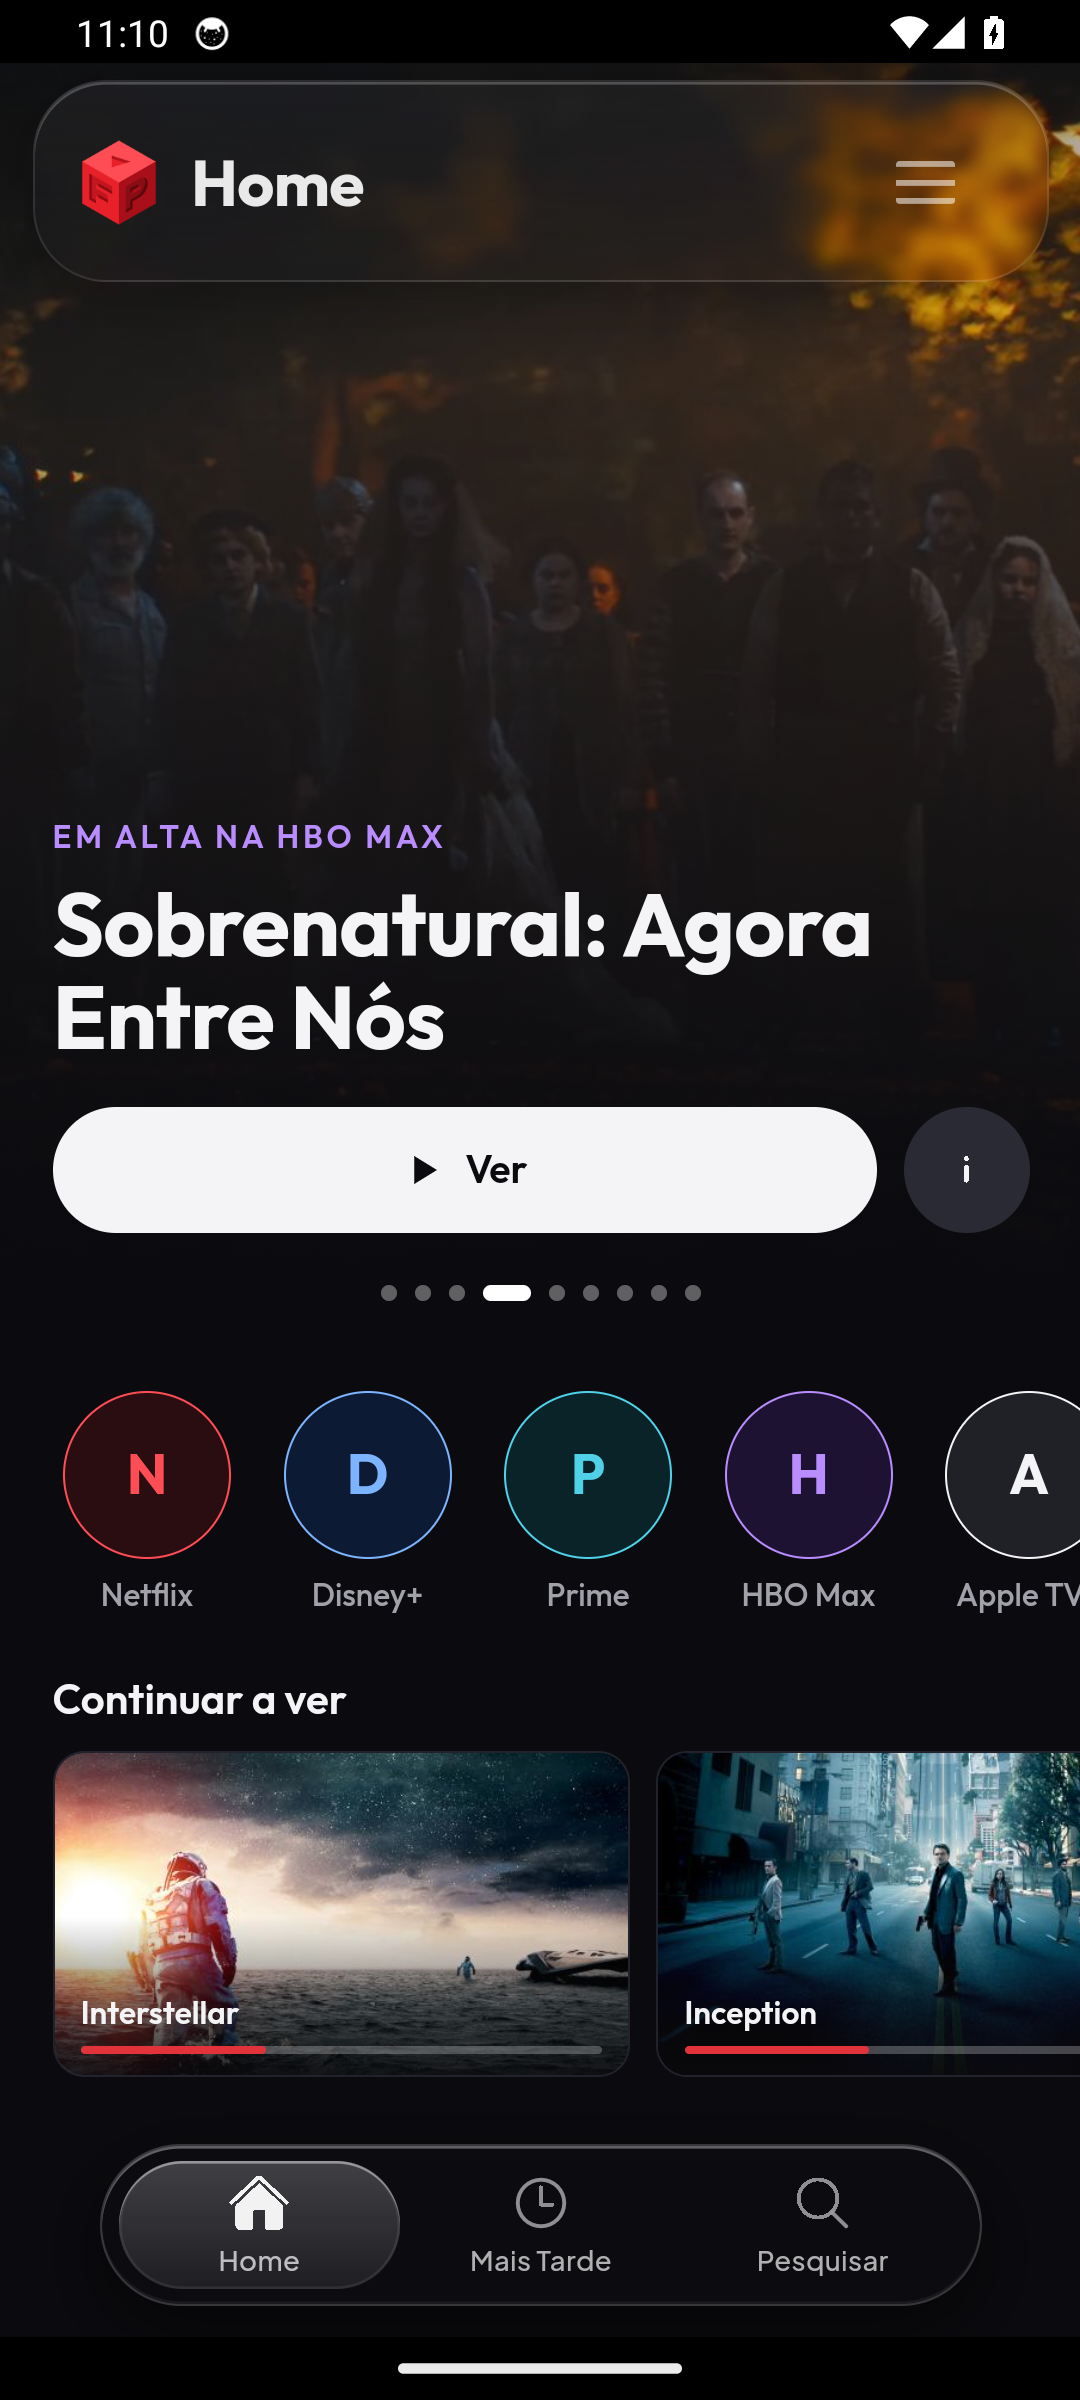 11:10
Home
EM ALTA NA HBO MAX
Sobrenatural: Agora
Entre Nós
Ver
N
D
P
H
A
Netflix
Disney+
Prime
HBO Max
Apple TV
Continuar a ver
Interstellar
Inception
Home
Mais Tarde
Pesquisar